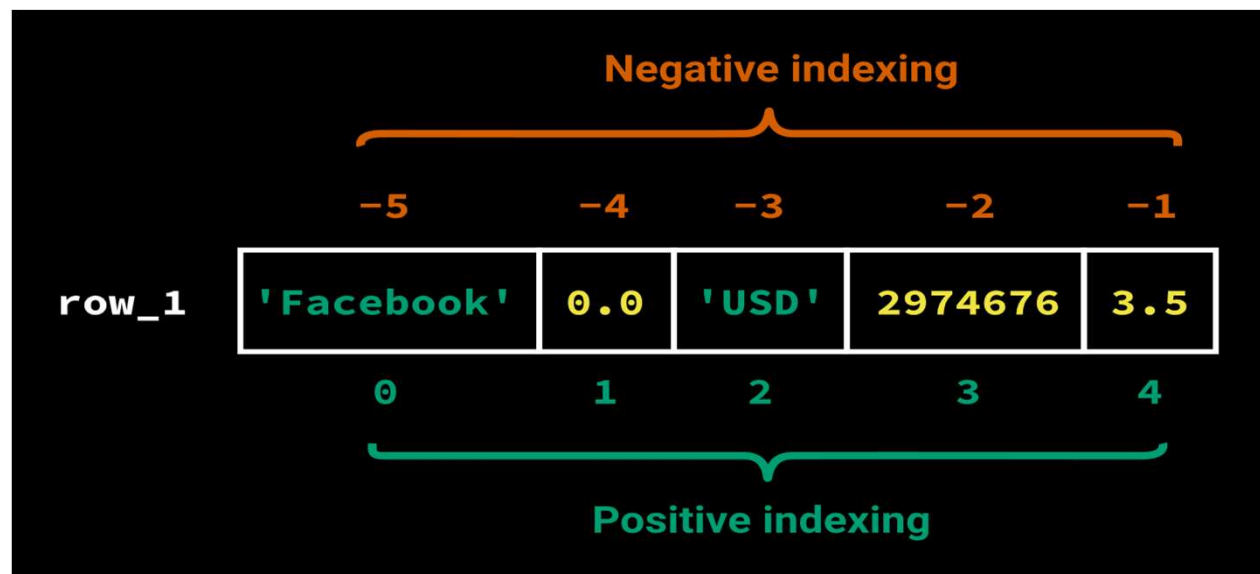 Negative indexing
−5 −4 −3 −2 −1
row_1 'Facebook' 0.0 'USD' 2974676 3.5
0 1 2 3 4
Positive indexing